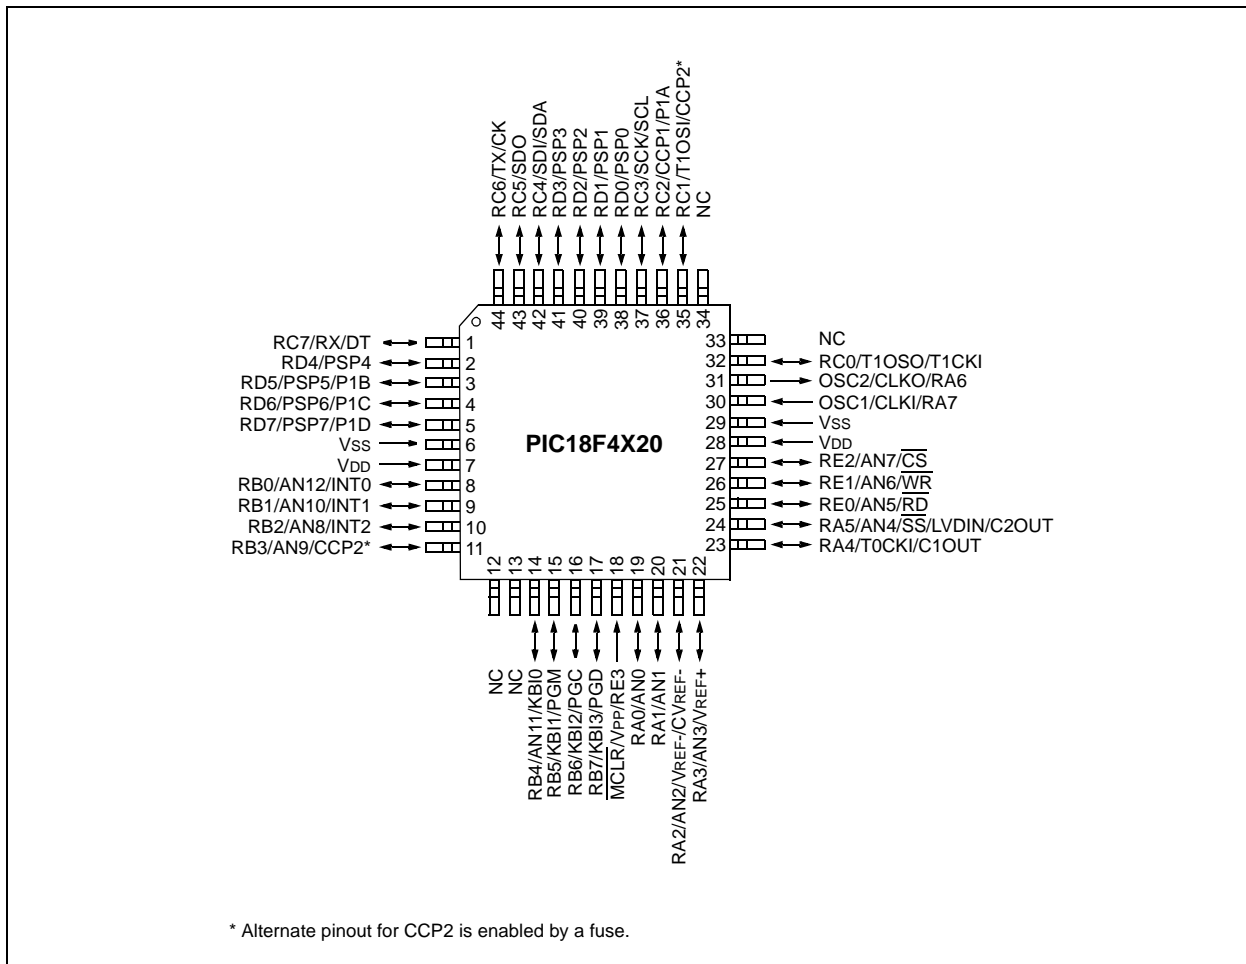 RC6/TX/CK
RC5/SDO
RC4/SDI/SDA
RD3/PSP3
RD2/PSP2
RD1/PSP1
RD0/PSP0
RC3/SCK/SCL
RC2/CCP1/P1A
RC1/T1OSI/CCP2*
NC
44
43
42
41
40
39
38
37
36
35
34
RC7/RX/DT 1
RD4/PSP4 2
RD5/PSP5/P1B 3
RD6/PSP6/P1C 4
RD7/PSP7/P1D 5
VSS 6
VDD 7
RB0/AN12/INT0 8
RB1/AN10/INT1 9
RB2/AN8/INT2 10
RB3/AN9/CCP2* 11
PIC18F4X20
33 NC
32 RC0/T1OSO/T1CKI
31 OSC2/CLKO/RA6
30 OSC1/CLKI/RA7
29 VSS
28 VDD
27 RE2/AN7/CS
26 RE1/AN6/WR
25 RE0/AN5/RD
24 RA5/AN4/SS/LVDIN/C2OUT
23 RA4/T0CKI/C1OUT
12
13
14
15
16
17
18
19
20
21
22
NC
NC
RB4/AN11/KBI0
RB5/KBI1/PGM
RB6/KBI2/PGC
RB7/KBI3/PGD
MCLR/VPP/RE3
RA0/AN0
RA1/AN1
RA2/AN2/VREF-/CVREF-
RA3/AN3/VREF+
* Alternate pinout for CCP2 is enabled by a fuse.